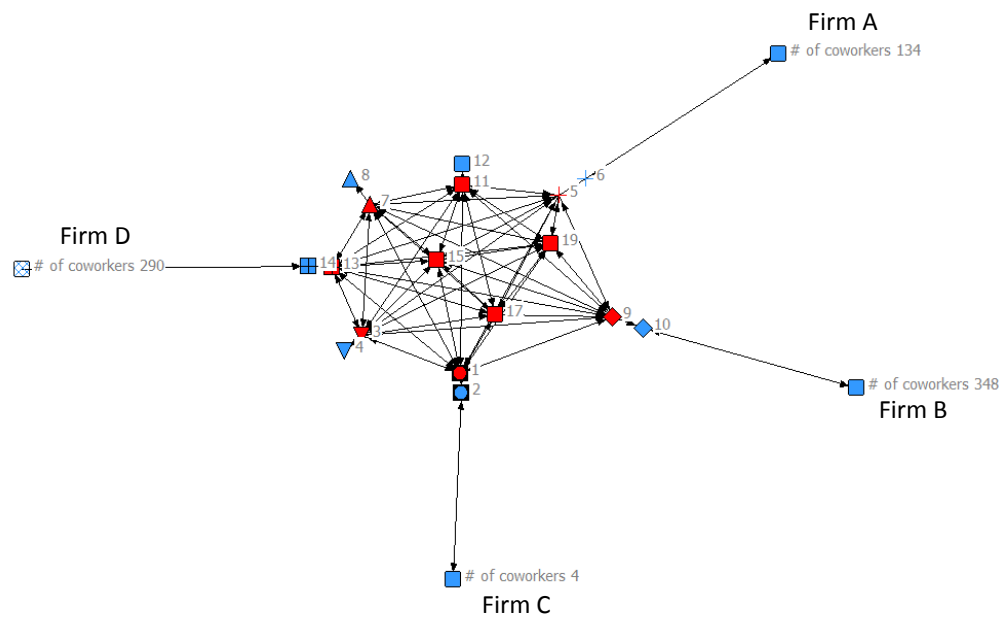 Firm A
# of coworkers 134
12
8
6
11
5
7
Firm D
19
15
# of coworkers 290
14
13
17
9
10
3
4
1
# of coworkers 348
2
Firm B
# of coworkers 4
Firm C